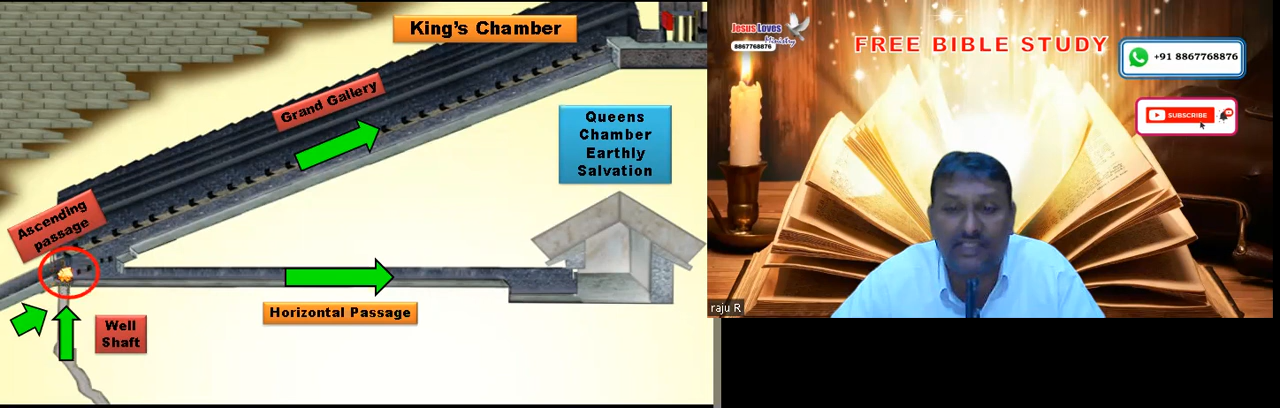 King's Chamber
Grand Gallery
Queens
Chamber
Earthly
Salvation
Ascending
passage
Horizontal Passage
Well
Shaft
Jesus Loves
Ministry
8867768876
FREE BIBLE STUDY
+91 8867768876
SUBSCRIBE
raju R